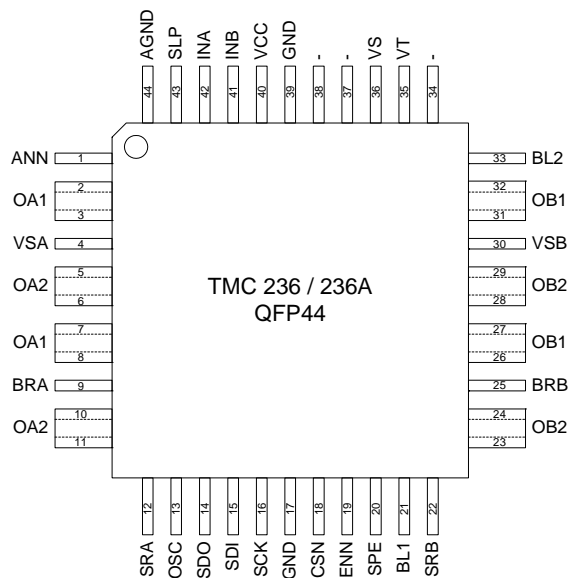 AGND
SLP
INA
INB
VCC
GND
-
-
VS
VT
-
44
43
42
41
40
39
38
37
36
35
34
ANN
1
OA1
2
3
VSA
4
OA2
5
6
OA1
7
8
BRA
9
OA2
10
11
TMC 236 / 236A
QFP44
33
BL2
32
31
OB1
30
VSB
29
28
OB2
27
26
OB1
25
BRB
24
23
OB2
12
13
14
15
16
17
18
19
20
21
22
SRA
OSC
SDO
SDI
SCK
GND
CSN
ENN
SPE
BL1
SRB